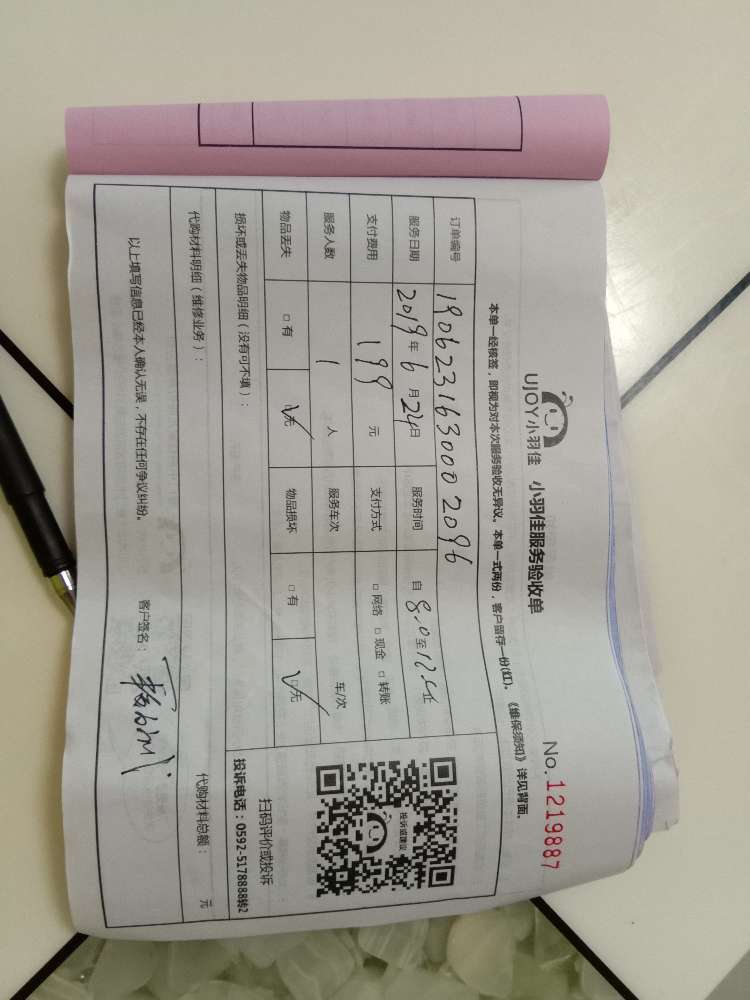 UJOY小羽佳 小羽佳服务验收单
No.1219887
本单一经核签，即视为对本次服务验收无异议。本单一式两份，客户留存一份(红)。《维保须知》详见背面。
订单编号 1906231630002096
服务日期 2019年6月24日 服务时间 自8.0至12.
支付费用 199元 支付方式 □网络 □现金 □转账
服务人数 1人 服务车次 车/次
物品丢失 □有 ☑无 物品损坏 □有 ☑无
损坏或丢失物品明细（没有可不填）：
投诉或建议
扫码评价或投诉
投诉电话：0592-5178888转2
代购材料明细（维修业务）： 代购材料总额： 元
以上填写信息已经本人确认无误，不存在任何争议纠纷。 客户签名：